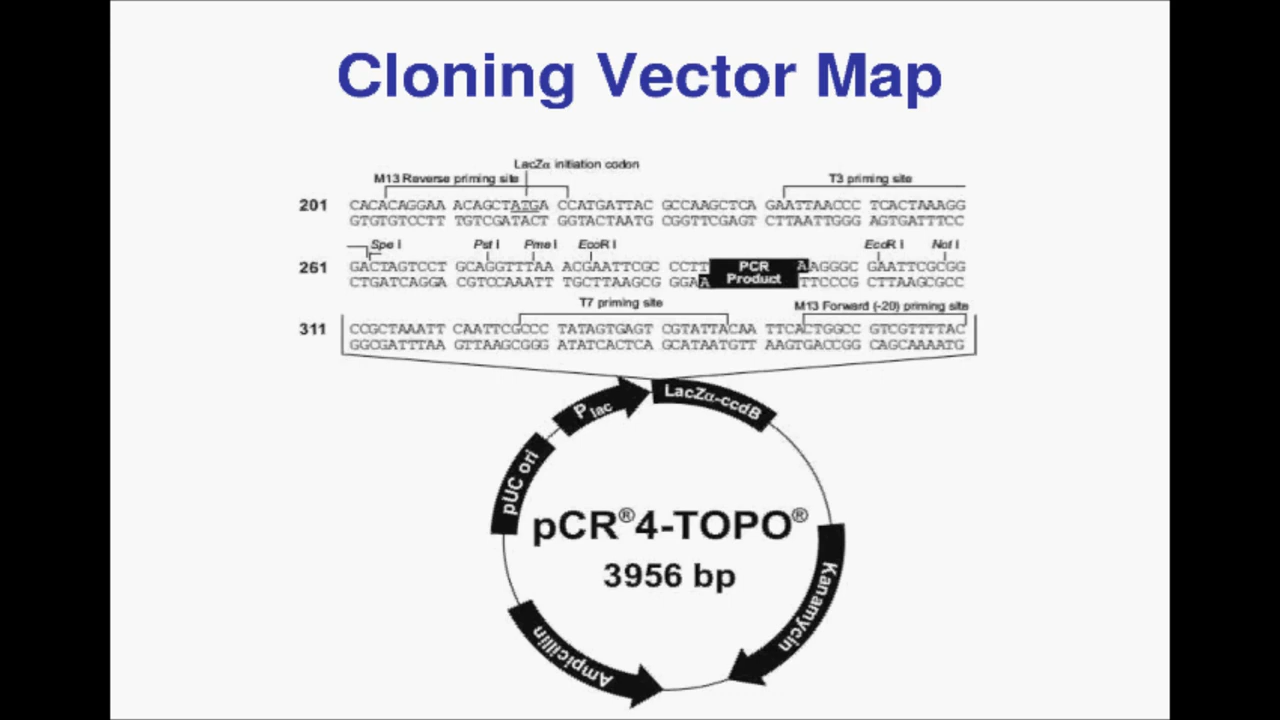 Cloning Vector Map
LacZα initiation codon
M13 Reverse priming site
T3 priming site
201 CACACAGGAA ACAGCTATGA CCATGATTAC GCCAAGCTCA GAATTAACCC TCACTAAAGG
GTGTGTCCTT TGTCGATACT GGTACTAATG CGGTTCGAGT CTTAATTGGG AGTGATTTCC
Spe I Pst I Pme I EcoR I EcoR I Not I
261 GACTAGTCCT GCAGGTTTAA ACGAATTCGC CCTT PCR Product AAGGGC GAATTCGCGG
CTGATCAGGA CGTCCAAATT TGCTTAAGCG GGAA TTCCCG CTTAAGCGCC
T7 priming site M13 Forward (-20) priming site
311 CCGCTAAATT CAATTCGCCC TATAGTGAGT CGTATTACAA TTCACTGGCC GTCGTTTTAC
GGCGATTTAA GTTAAGCGGG ATATCACTCA GCATAATGTT AAGTGACCGG CAGCAAAATG
Plac
LacZα-ccdB
pUC ori
pCR®4-TOPO®
3956 bp
Kanamycin
Ampicillin